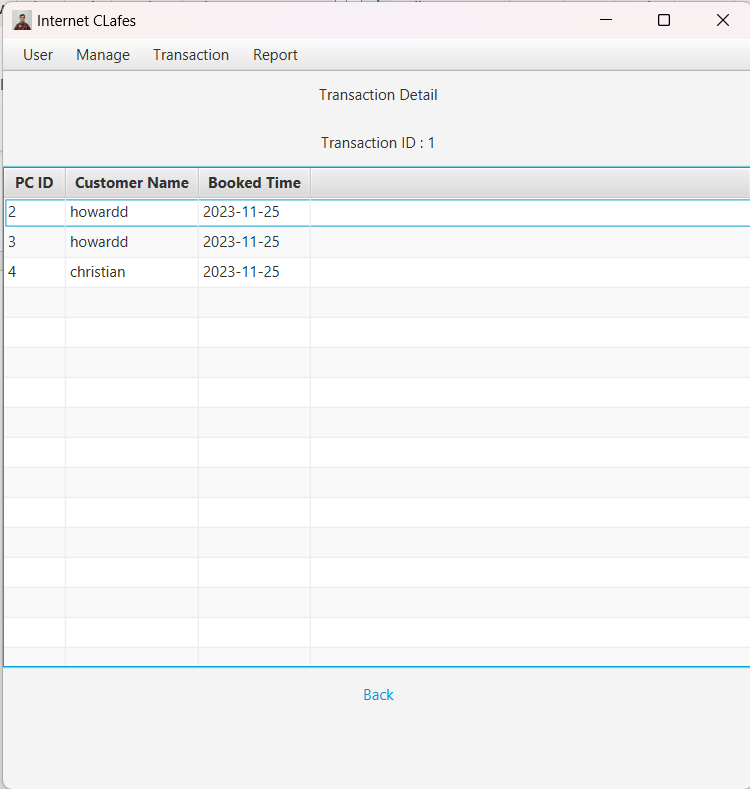 Internet CLafes
User Manage Transaction Report
Transaction Detail
Transaction ID : 1
PC ID Customer Name Booked Time
2 howardd 2023-11-25
3 howardd 2023-11-25
4 christian 2023-11-25
Back